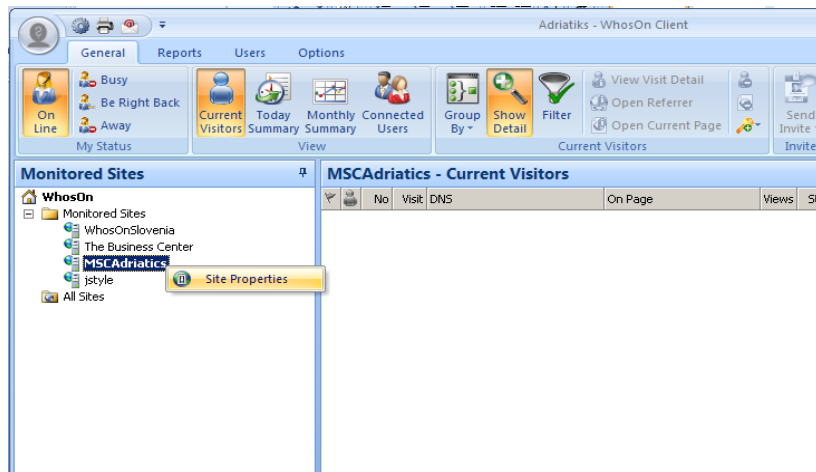 Adriatiks - WhosOn Client
General Reports Users Options
On Line
Busy
Be Right Back
Away
My Status
Current Visitors
Today Summary
Monthly Summary
Connected Users
View
Group By
Show Detail
Filter
View Visit Detail
Open Referrer
Open Current Page
Current Visitors
Send Invite
Invite
Monitored Sites
WhosOn
Monitored Sites
WhosOnSlovenia
The Business Center
MSCAdriatics
jstyle
All Sites
Site Properties
MSCAdriatics - Current Visitors
No Visit DNS On Page Views